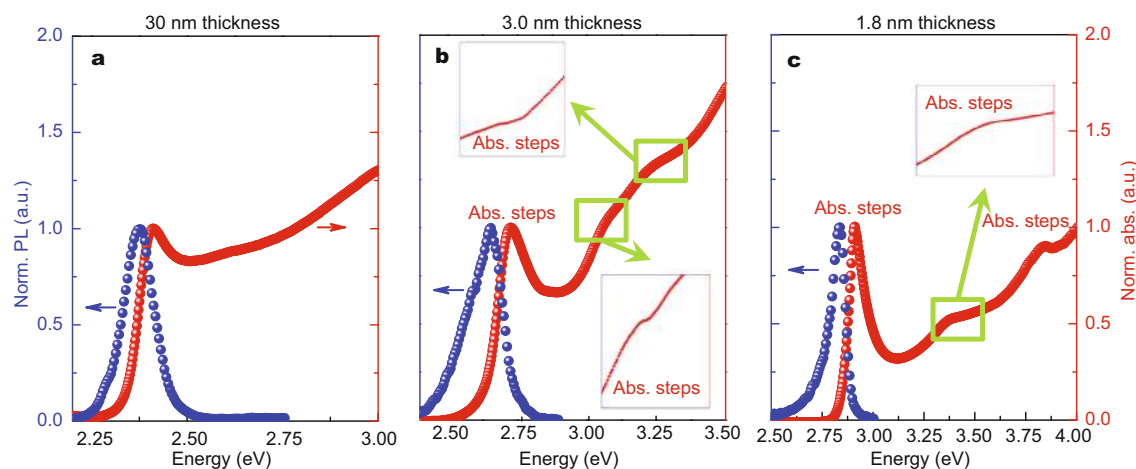 30 nm thickness
3.0 nm thickness
1.8 nm thickness
Norm. PL (a.u.)
2.0
1.5
1.0
0.5
0.0
a
2.25
2.50
2.75
3.00
Energy (eV)
b
Abs. steps
Abs. steps
Abs. steps
2.50
2.75
3.00
3.25
3.50
Energy (eV)
c
Abs. steps
Abs. steps
Abs. steps
2.50
2.75
3.00
3.25
3.50
3.75
4.00
Energy (eV)
2.0
1.5
1.0
0.5
0.0
Norm. abs. (a.u.)